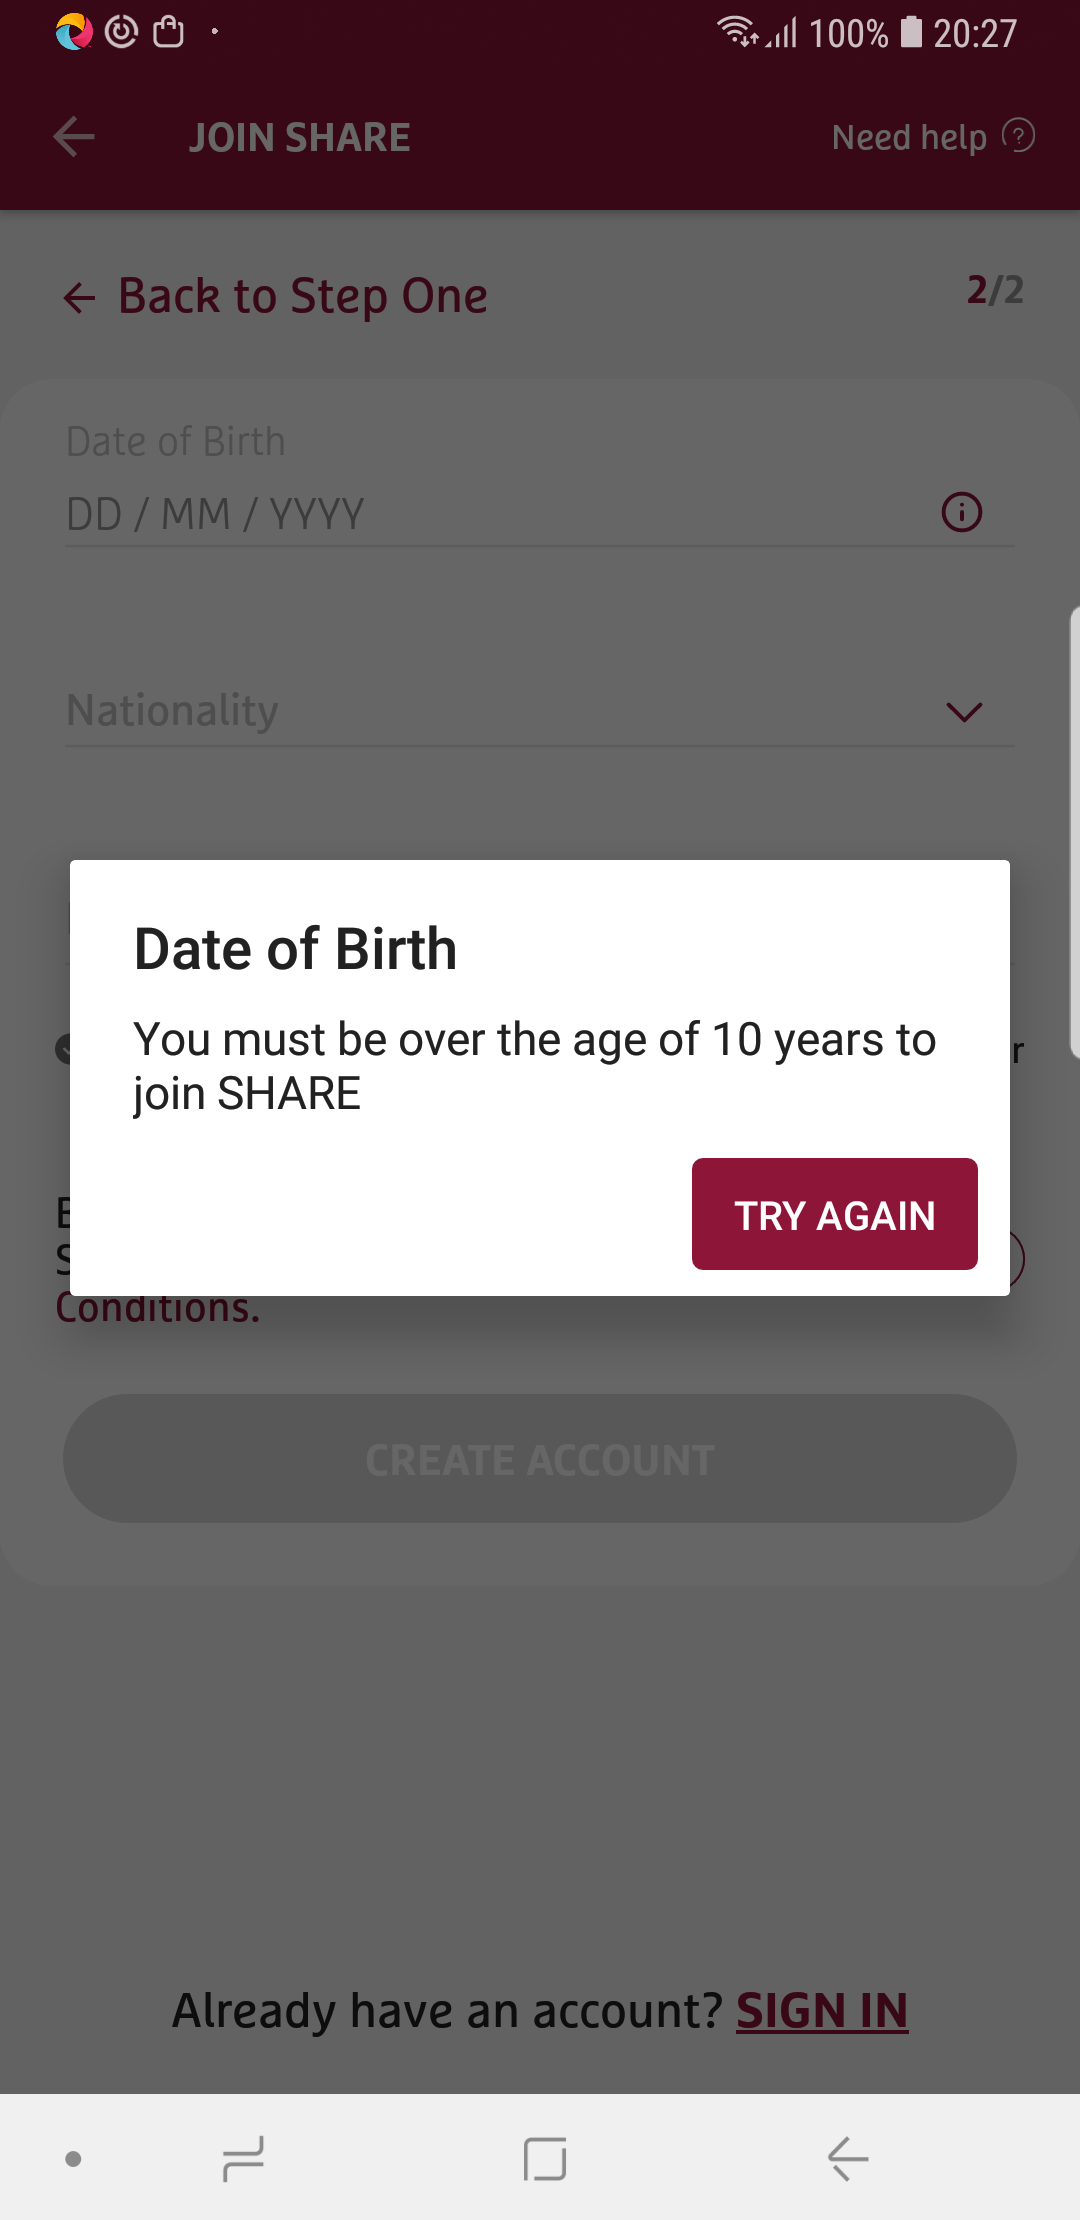 100% 20:27
JOIN SHARE
Need help
Back to Step One
2/2
Date of Birth
DD / MM / YYYY
Nationality
Date of Birth
You must be over the age of 10 years to
join SHARE
TRY AGAIN
Conditions.
CREATE ACCOUNT
Already have an account? SIGN IN